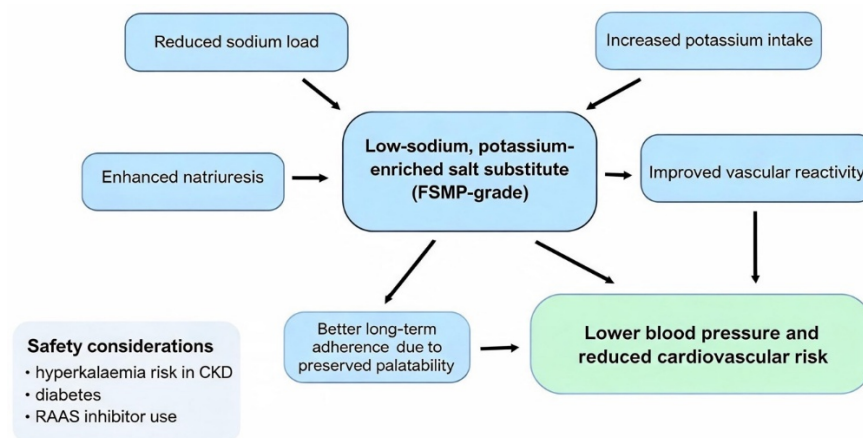 Reduced sodium load
Increased potassium intake
Low-sodium, potassium-
enriched salt substitute
(FSMP-grade)
Enhanced natriuresis
Improved vascular reactivity
Better long-term
adherence due to
preserved palatability
Lower blood pressure and
reduced cardiovascular risk
Safety considerations
• hyperkalaemia risk in CKD
• diabetes
• RAAS inhibitor use